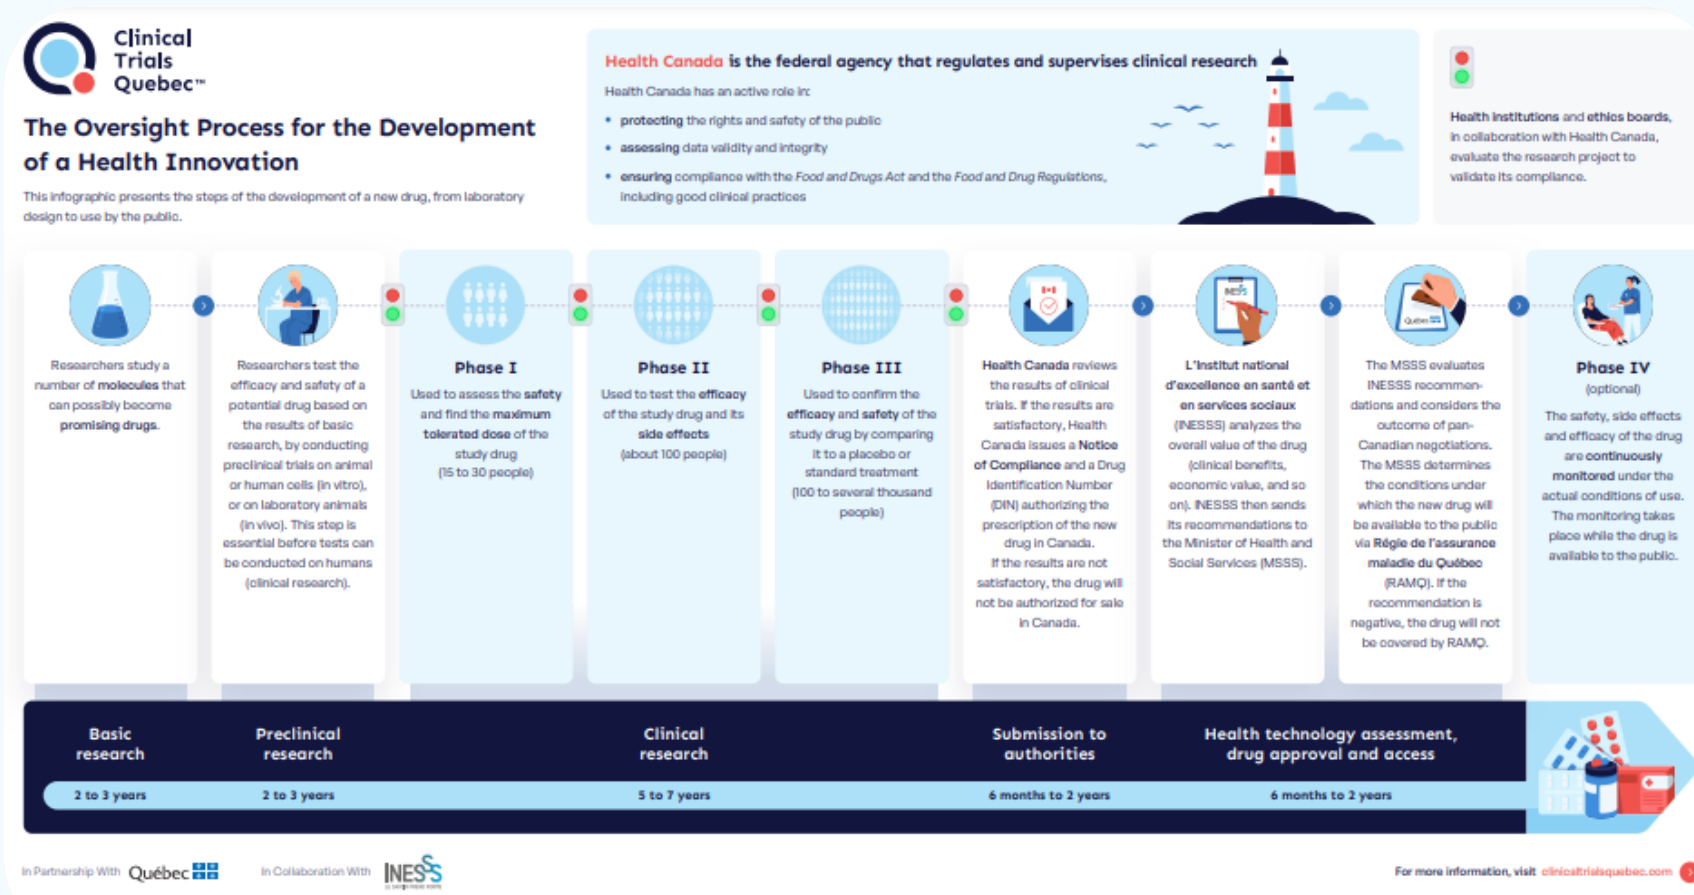 Clinical
Trials
Quebec™
The Oversight Process for the Development
of a Health Innovation
This infographic presents the steps of the development of a new drug, from laboratory
design to use by the public.
Health Canada is the federal agency that regulates and supervises clinical research
Health Canada has an active role in:
• protecting the rights and safety of the public
• assessing data validity and integrity
• ensuring compliance with the Food and Drugs Act and the Food and Drug Regulations,
including good clinical practices
Health institutions and ethics boards,
in collaboration with Health Canada,
evaluate the research project to
validate its compliance.
Researchers study a
number of molecules that
can possibly become
promising drugs.
Researchers test the
efficacy and safety of a
potential drug based on
the results of basic
research, by conducting
preclinical trials on animal
or human cells (in vitro),
or on laboratory animals
(in vivo). This step is
essential before tests can
be conducted on humans
(clinical research).
Phase I
Used to assess the safety
and find the maximum
tolerated dose of the
study drug
(15 to 30 people)
Phase II
Used to test the efficacy
of the study drug and its
side effects
(about 100 people)
Phase III
Used to confirm the
efficacy and safety of the
study drug by comparing
it to a placebo or
standard treatment
(100 to several thousand
people)
Health Canada reviews
the results of clinical
trials. If the results are
satisfactory, Health
Canada issues a Notice
of Compliance and a Drug
Identification Number
(DIN) authorizing the
prescription of the new
drug in Canada.
If the results are not
satisfactory, the drug will
not be authorized for sale
in Canada.
INESSS
L'Institut national
d'excellence en santé et
en services sociaux
(INESSS) analyzes the
overall value of the drug
(clinical benefits,
economic value, and so
on). INESSS then sends
its recommendations to
the Minister of Health and
Social Services (MSSS).
Québec
The MSSS evaluates
INESSS recommen-
dations and considers the
outcome of pan-
Canadian negotiations.
The MSSS determines
the conditions under
which the new drug will
be available to the public
via Régie de l'assurance
maladie du Québec
(RAMQ). If the
recommendation is
negative, the drug will not
be covered by RAMQ.
Phase IV
(optional)
The safety, side effects
and efficacy of the drug
are continuously
monitored under the
actual conditions of use.
The monitoring takes
place while the drug is
available to the public.
Basic
research
Preclinical
research
Clinical
research
Submission to
authorities
Health technology assessment,
drug approval and access
2 to 3 years
2 to 3 years
5 to 7 years
6 months to 2 years
6 months to 2 years
In Partnership With Québec
In Collaboration With INESSS
For more information, visit clinicaltrialsquebec.com